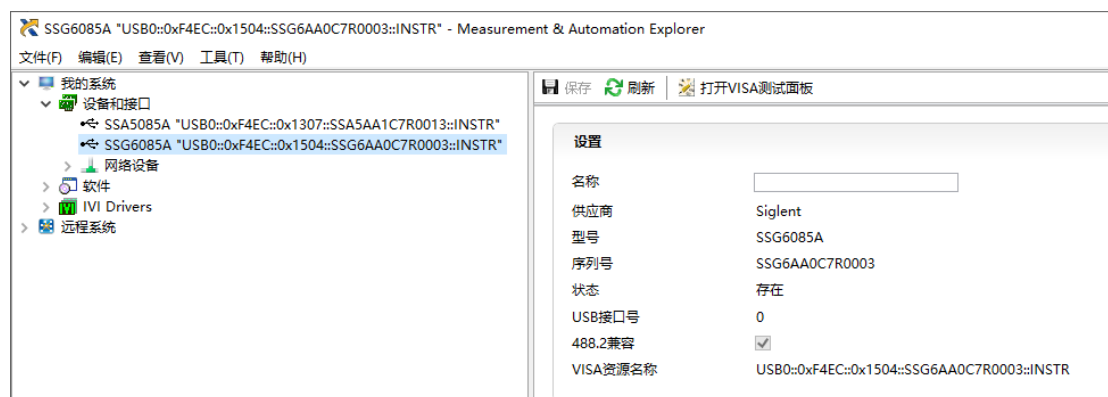 SSG6085A "USB0::0xF4EC::0x1504::SSG6AA0C7R0003::INSTR" - Measurement & Automation Explorer
文件(F) 编辑(E) 查看(V) 工具(T) 帮助(H)
我的系统
设备和接口
SSA5085A "USB0::0xF4EC::0x1307::SSA5AA1C7R0013::INSTR"
SSG6085A "USB0::0xF4EC::0x1504::SSG6AA0C7R0003::INSTR"
网络设备
软件
IVI Drivers
远程系统
保存 刷新 打开VISA测试面板
设置
名称
供应商 Siglent
型号 SSG6085A
序列号 SSG6AA0C7R0003
状态 存在
USB接口号 0
488.2兼容
VISA资源名称 USB0::0xF4EC::0x1504::SSG6AA0C7R0003::INSTR